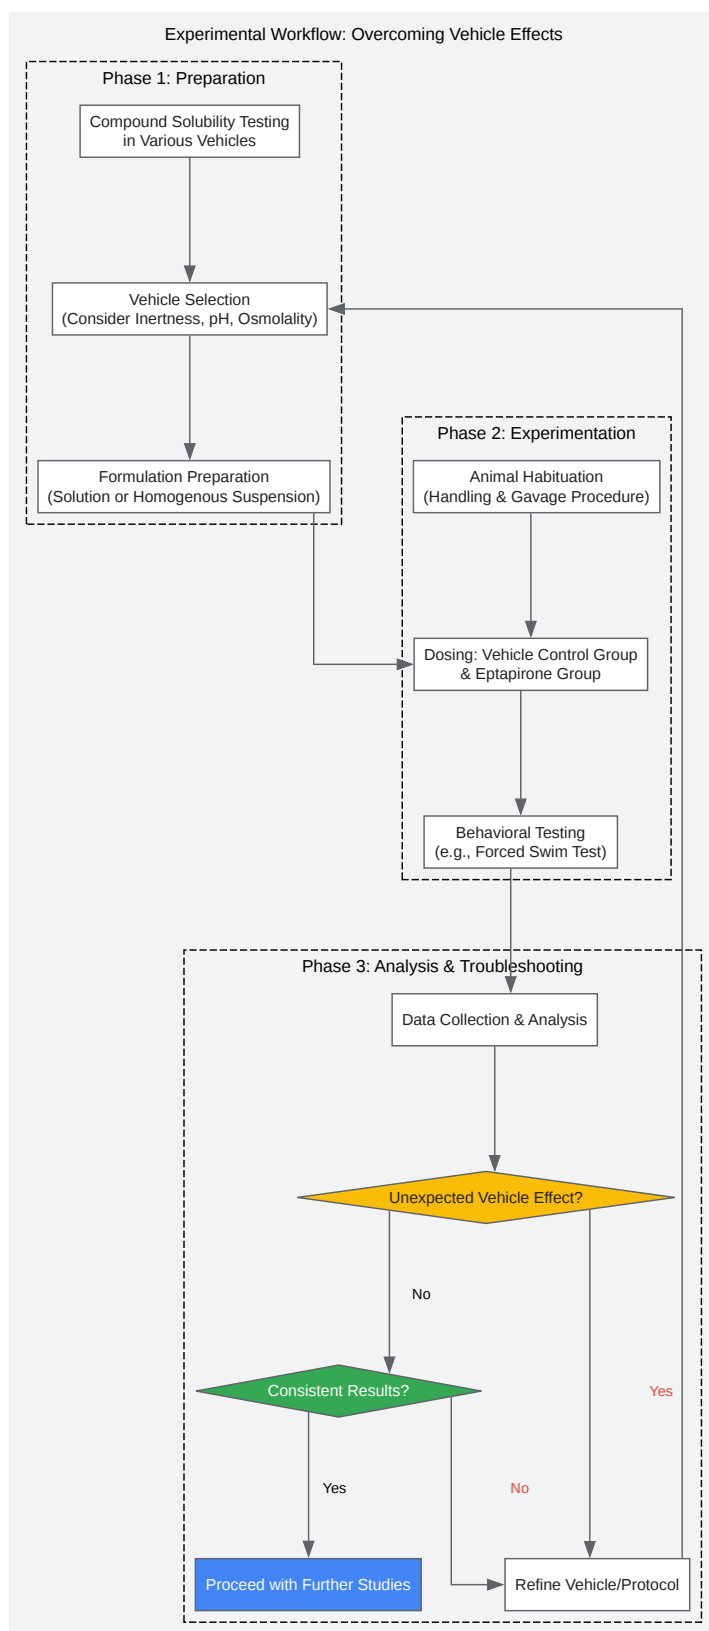 Experimental Workflow: Overcoming Vehicle Effects
Phase 1: Preparation
Compound Solubility Testing
in Various Vehicles
Vehicle Selection
(Consider Inertness, pH, Osmolality)
Formulation Preparation
(Solution or Homogenous Suspension)
Phase 2: Experimentation
Animal Habituation
(Handling & Gavage Procedure)
Dosing: Vehicle Control Group
& Eptapirone Group
Behavioral Testing
(e.g., Forced Swim Test)
Phase 3: Analysis & Troubleshooting
Data Collection & Analysis
Unexpected Vehicle Effect?
No
Consistent Results?
Yes
Yes
No
Proceed with Further Studies
Refine Vehicle/Protocol